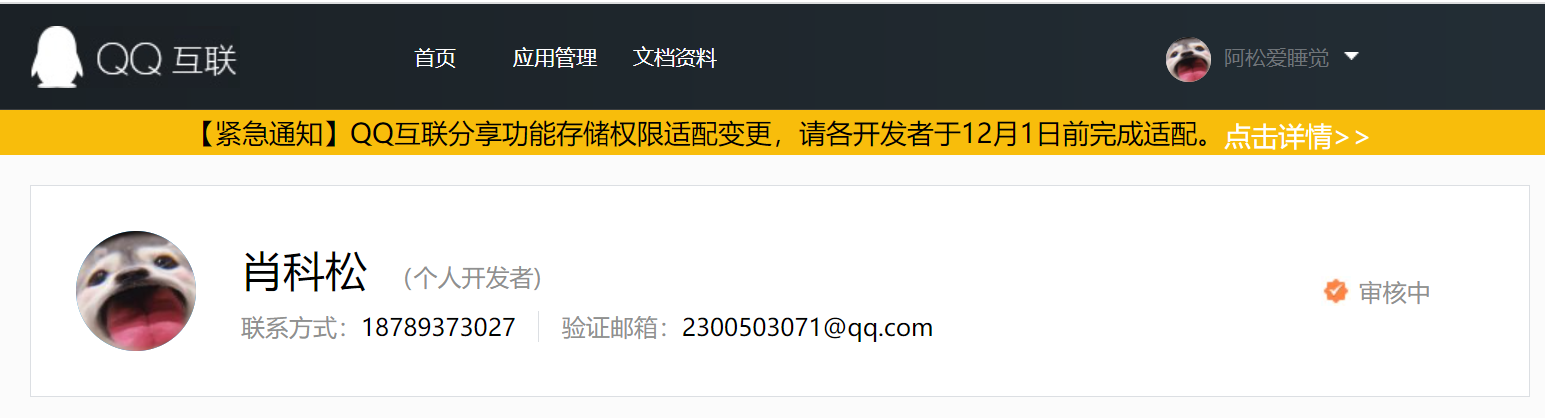 QQ 互联 首页 应用管理 文档资料 阿松爱睡觉
【紧急通知】QQ互联分享功能存储权限适配变更，请各开发者于12月1日前完成适配。点击详情>>
肖科松 （个人开发者）
审核中
联系方式：18789373027 验证邮箱：2300503071@qq.com